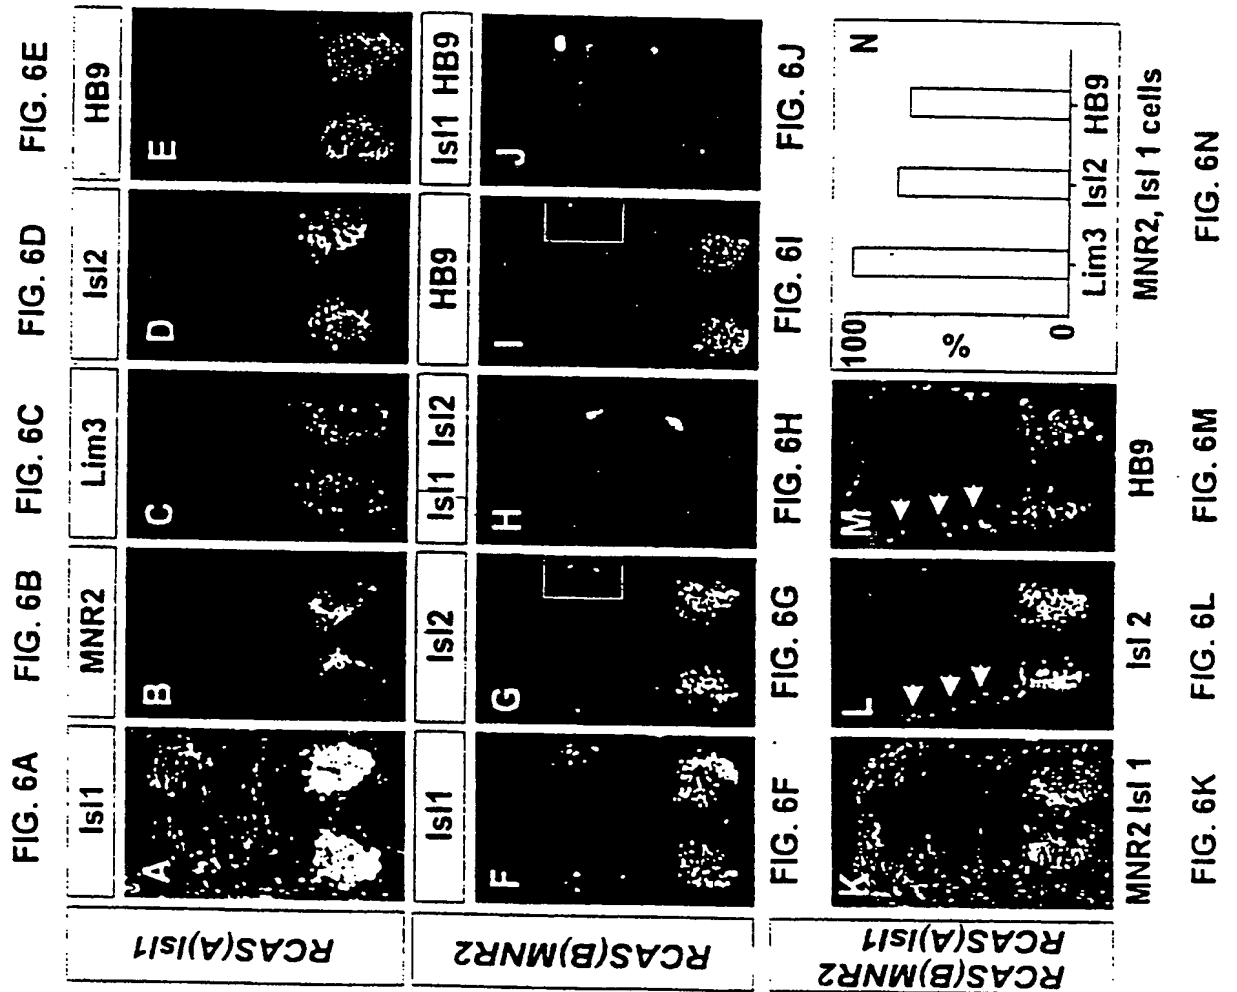 FIG. 6A FIG. 6B FIG. 6C FIG. 6D FIG. 6E
Isl1 MNR2 Lim3 Isl2 HB9
RCAS(A)Isl1
A B C D E
Isl1 Isl2 Isl1 Isl2 HB9 Isl1 HB9
RCAS(B)MNR2
F G H I J
FIG. 6F FIG. 6G FIG. 6H FIG. 6I FIG. 6J
RCAS(B)MNR2
RCAS(A)Isl1
K L M N
100
%
0
Lim3 Isl2 HB9
MNR2 Isl 1 Isl 2 HB9 MNR2, Isl 1 cells
FIG. 6K FIG. 6L FIG. 6M FIG. 6N